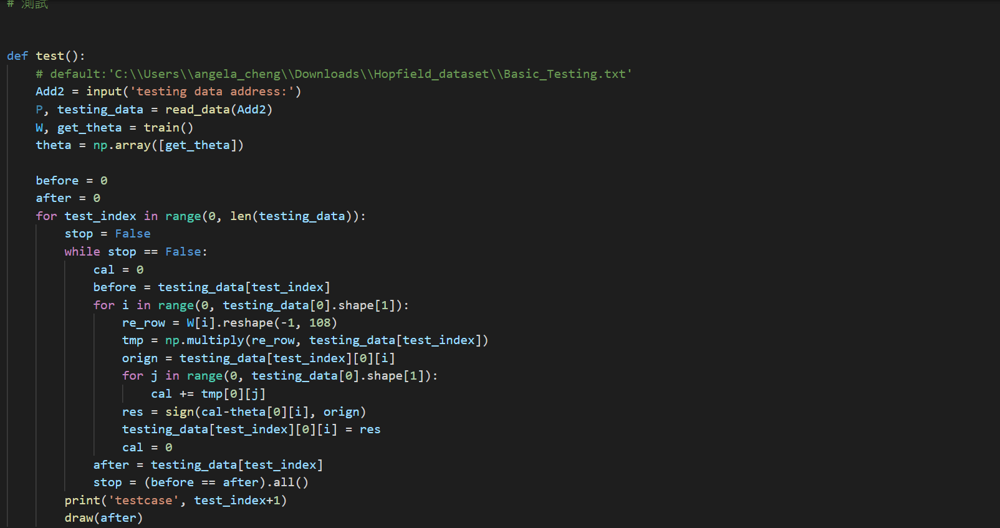 # 測試
def test():
    # default:'C:\\Users\\angela_cheng\\Downloads\\Hopfield_dataset\\Basic_Testing.txt'
    Add2 = input('testing data address:')
    P, testing_data = read_data(Add2)
    W, get_theta = train()
    theta = np.array([get_theta])
    before = 0
    after = 0
    for test_index in range(0, len(testing_data)):
        stop = False
        while stop == False:
            cal = 0
            before = testing_data[test_index]
            for i in range(0, testing_data[0].shape[1]):
                re_row = W[i].reshape(-1, 108)
                tmp = np.multiply(re_row, testing_data[test_index])
                orign = testing_data[test_index][0][i]
                for j in range(0, testing_data[0].shape[1]):
                    cal += tmp[0][j]
                res = sign(cal-theta[0][i], orign)
                testing_data[test_index][0][i] = res
                cal = 0
            after = testing_data[test_index]
            stop = (before == after).all()
        print('testcase', test_index+1)
        draw(after)